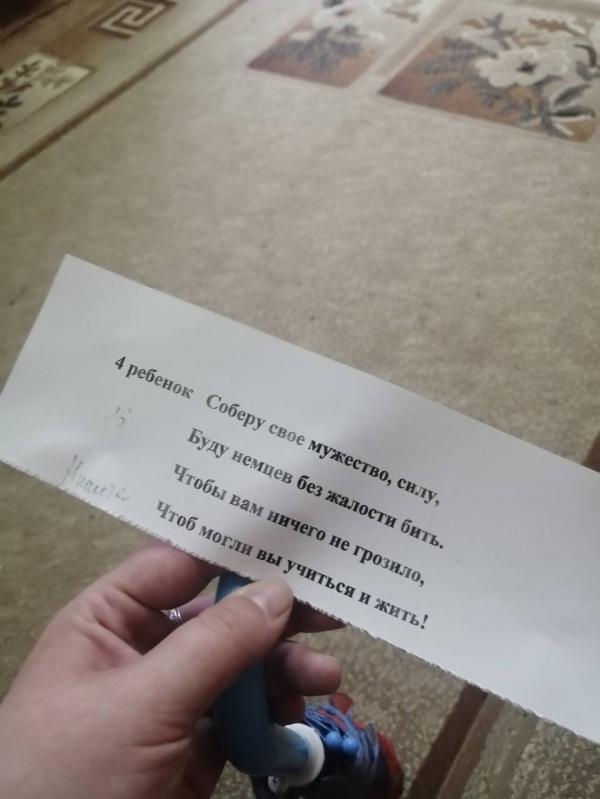 4 ребенок Соберу свое мужество, силу,
Буду немцев без жалости бить.
Чтобы вам ничего не грозило,
Чтоб могли вы учиться и жить!